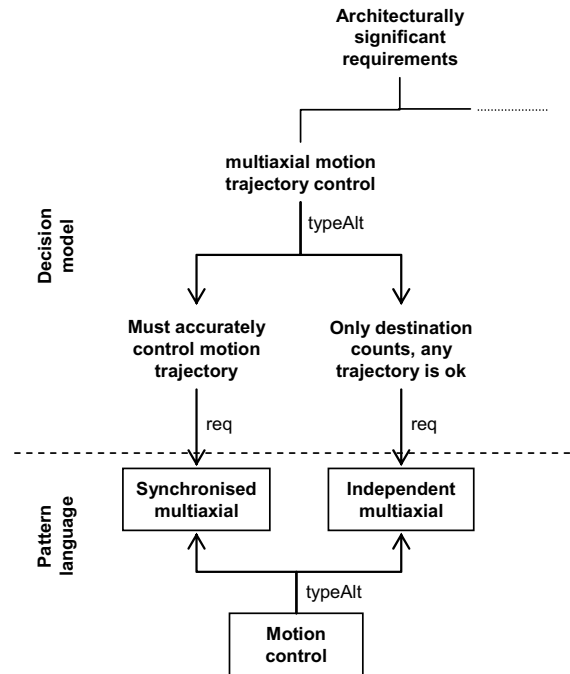 Architecturally
significant
requirements
multiaxial motion
trajectory control
typeAlt
Decision
model
Must accurately
control motion
trajectory
Only destination
counts, any
trajectory is ok
req
req
Pattern
language
Synchronised
multiaxial
Independent
multiaxial
typeAlt
Motion
control